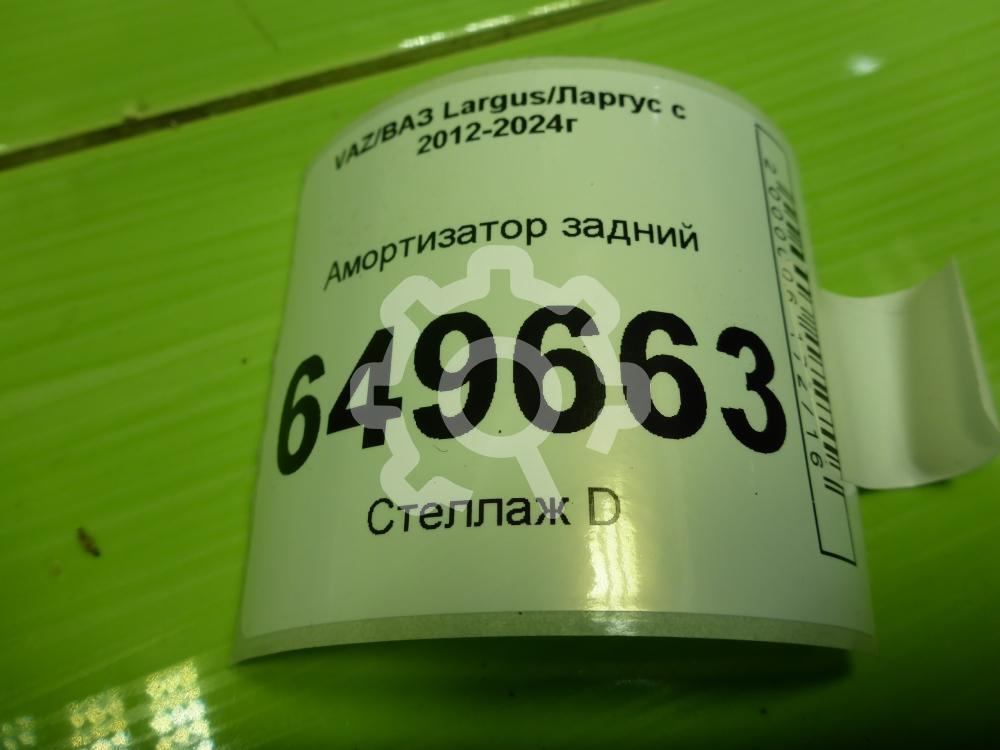 VAZ/ВАЗ Largus/Ларгус с
2012-2024г
Амортизатор задний
649663
Стеллаж D